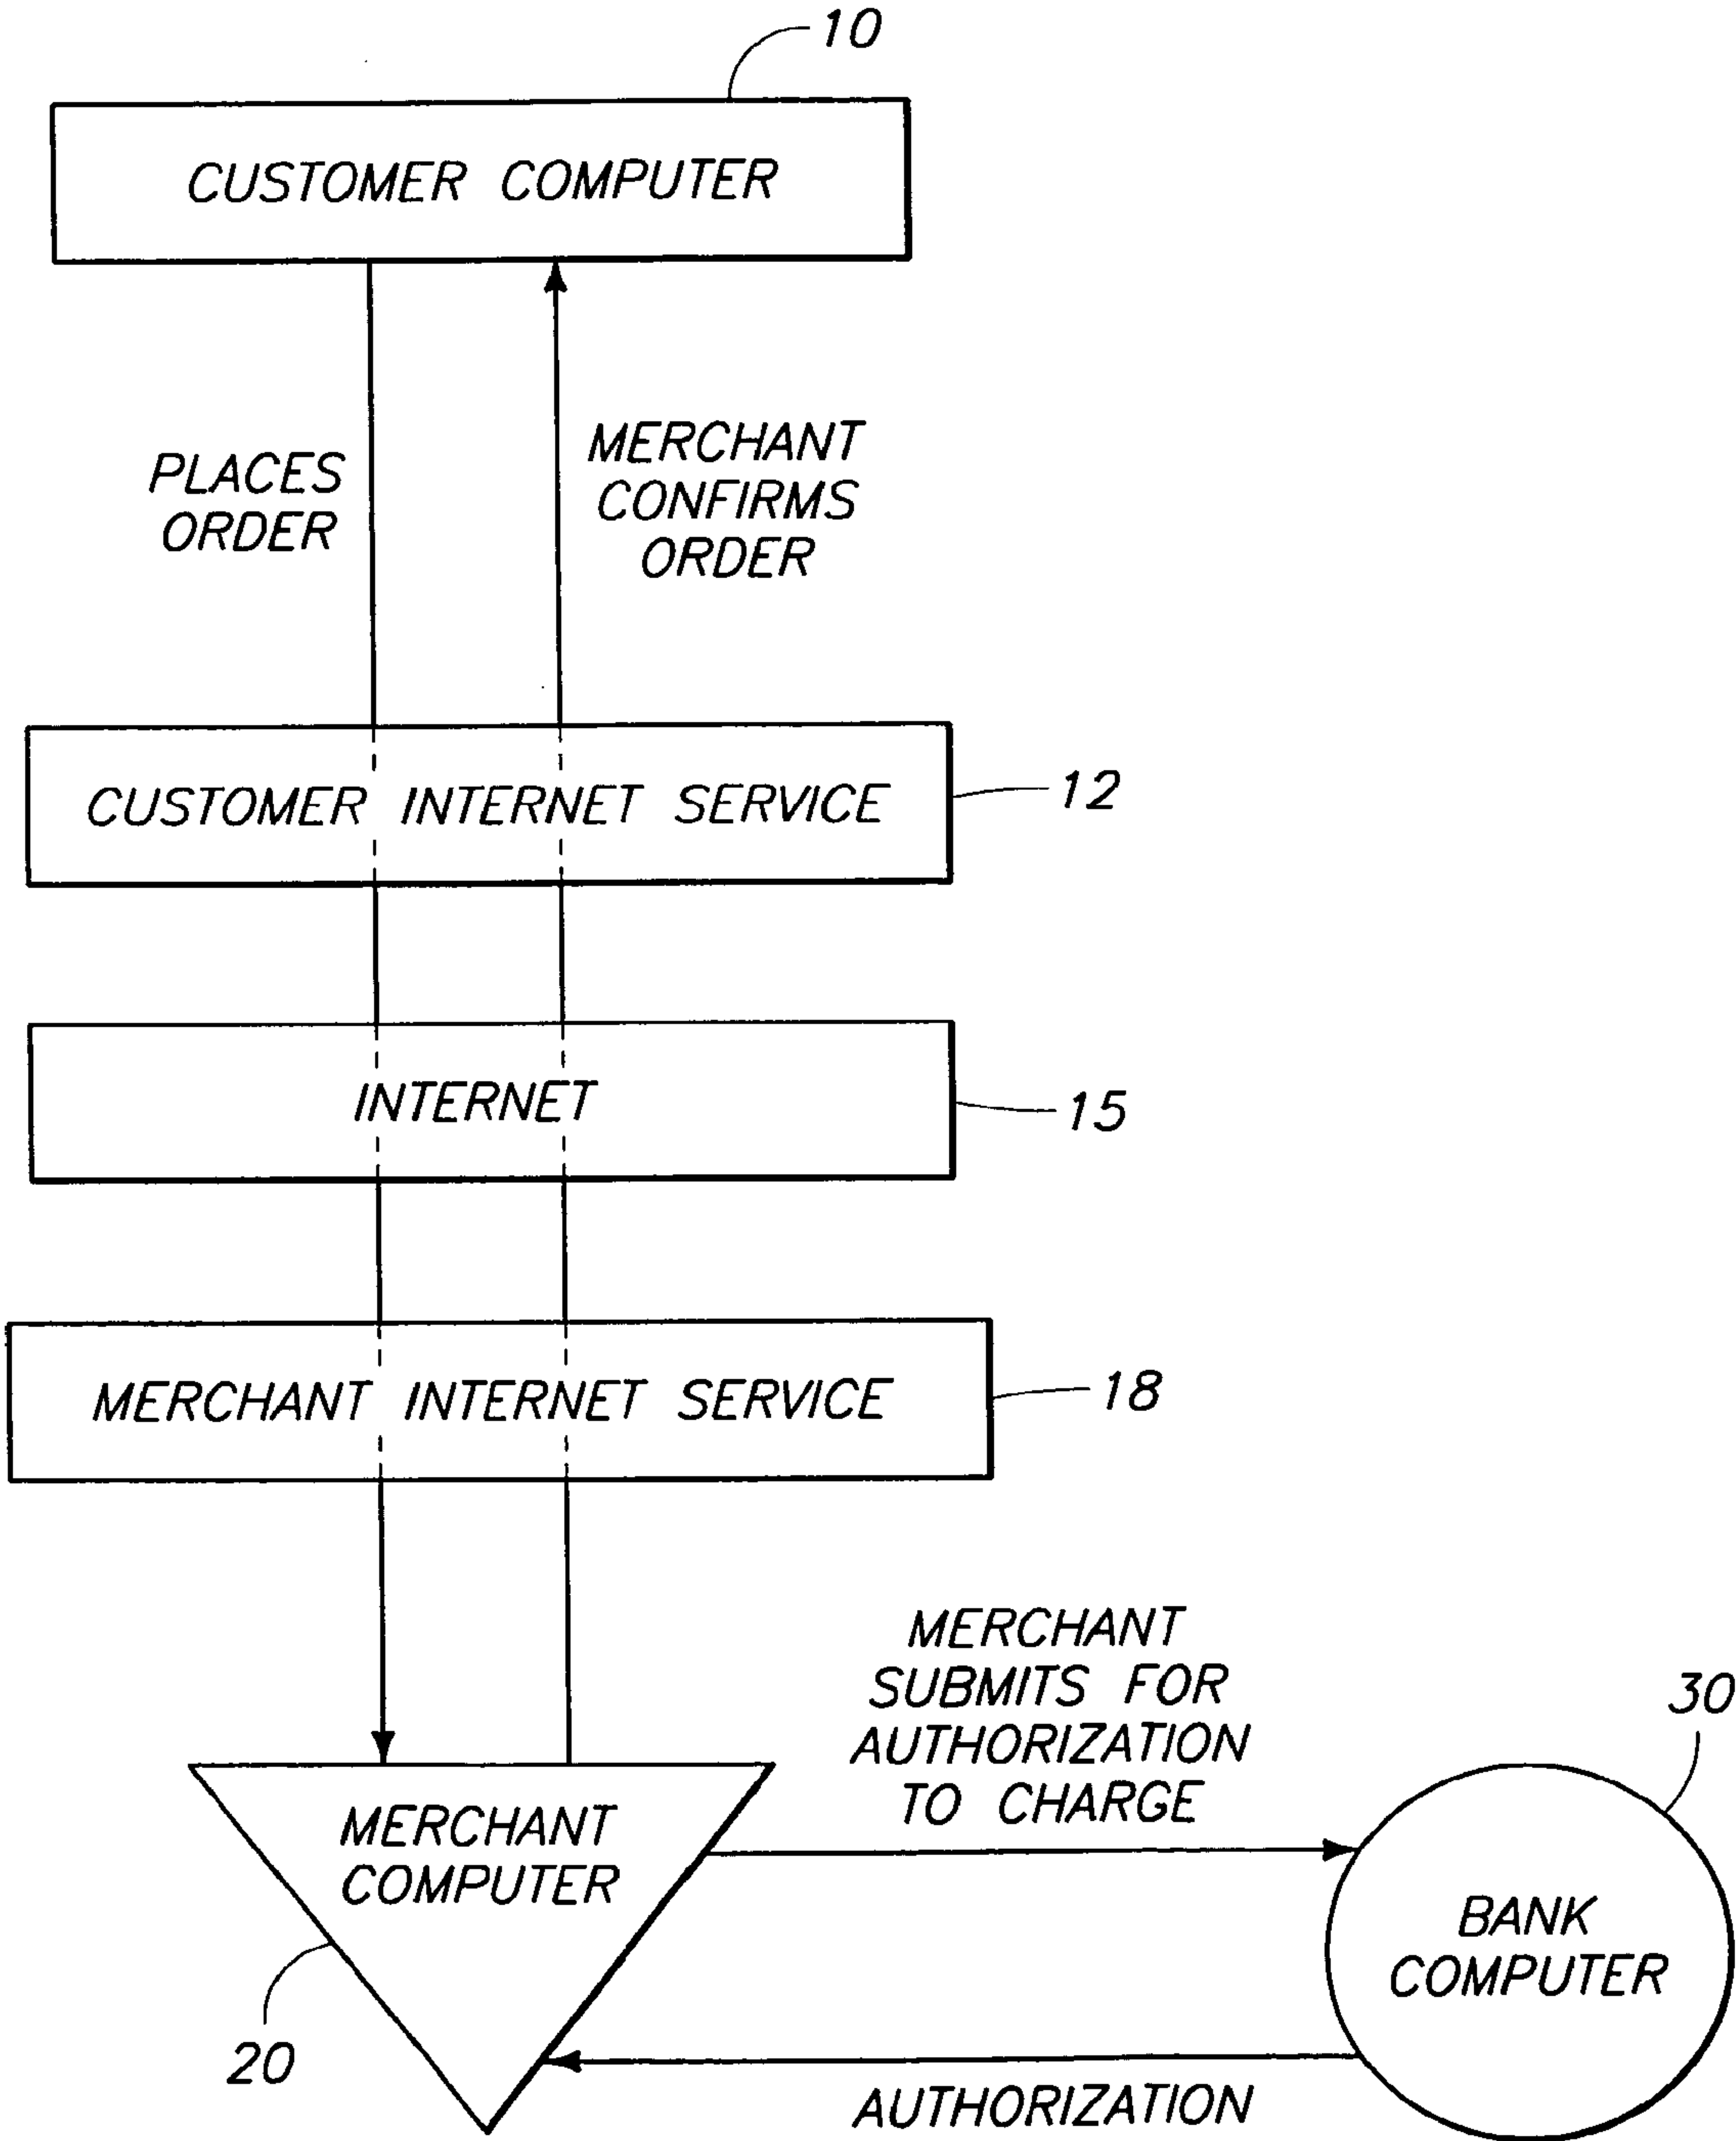 10
CUSTOMER COMPUTER
PLACES
ORDER
MERCHANT
CONFIRMS
ORDER
CUSTOMER INTERNET SERVICE
12
INTERNET
15
MERCHANT INTERNET SERVICE
18
MERCHANT
SUBMITS FOR
AUTHORIZATION
TO CHARGE
30
MERCHANT
COMPUTER
BANK
COMPUTER
20
AUTHORIZATION